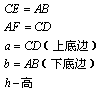 CE = AB
AF = CD
a = CD（上底边）
b = AB（下底边）
h-高